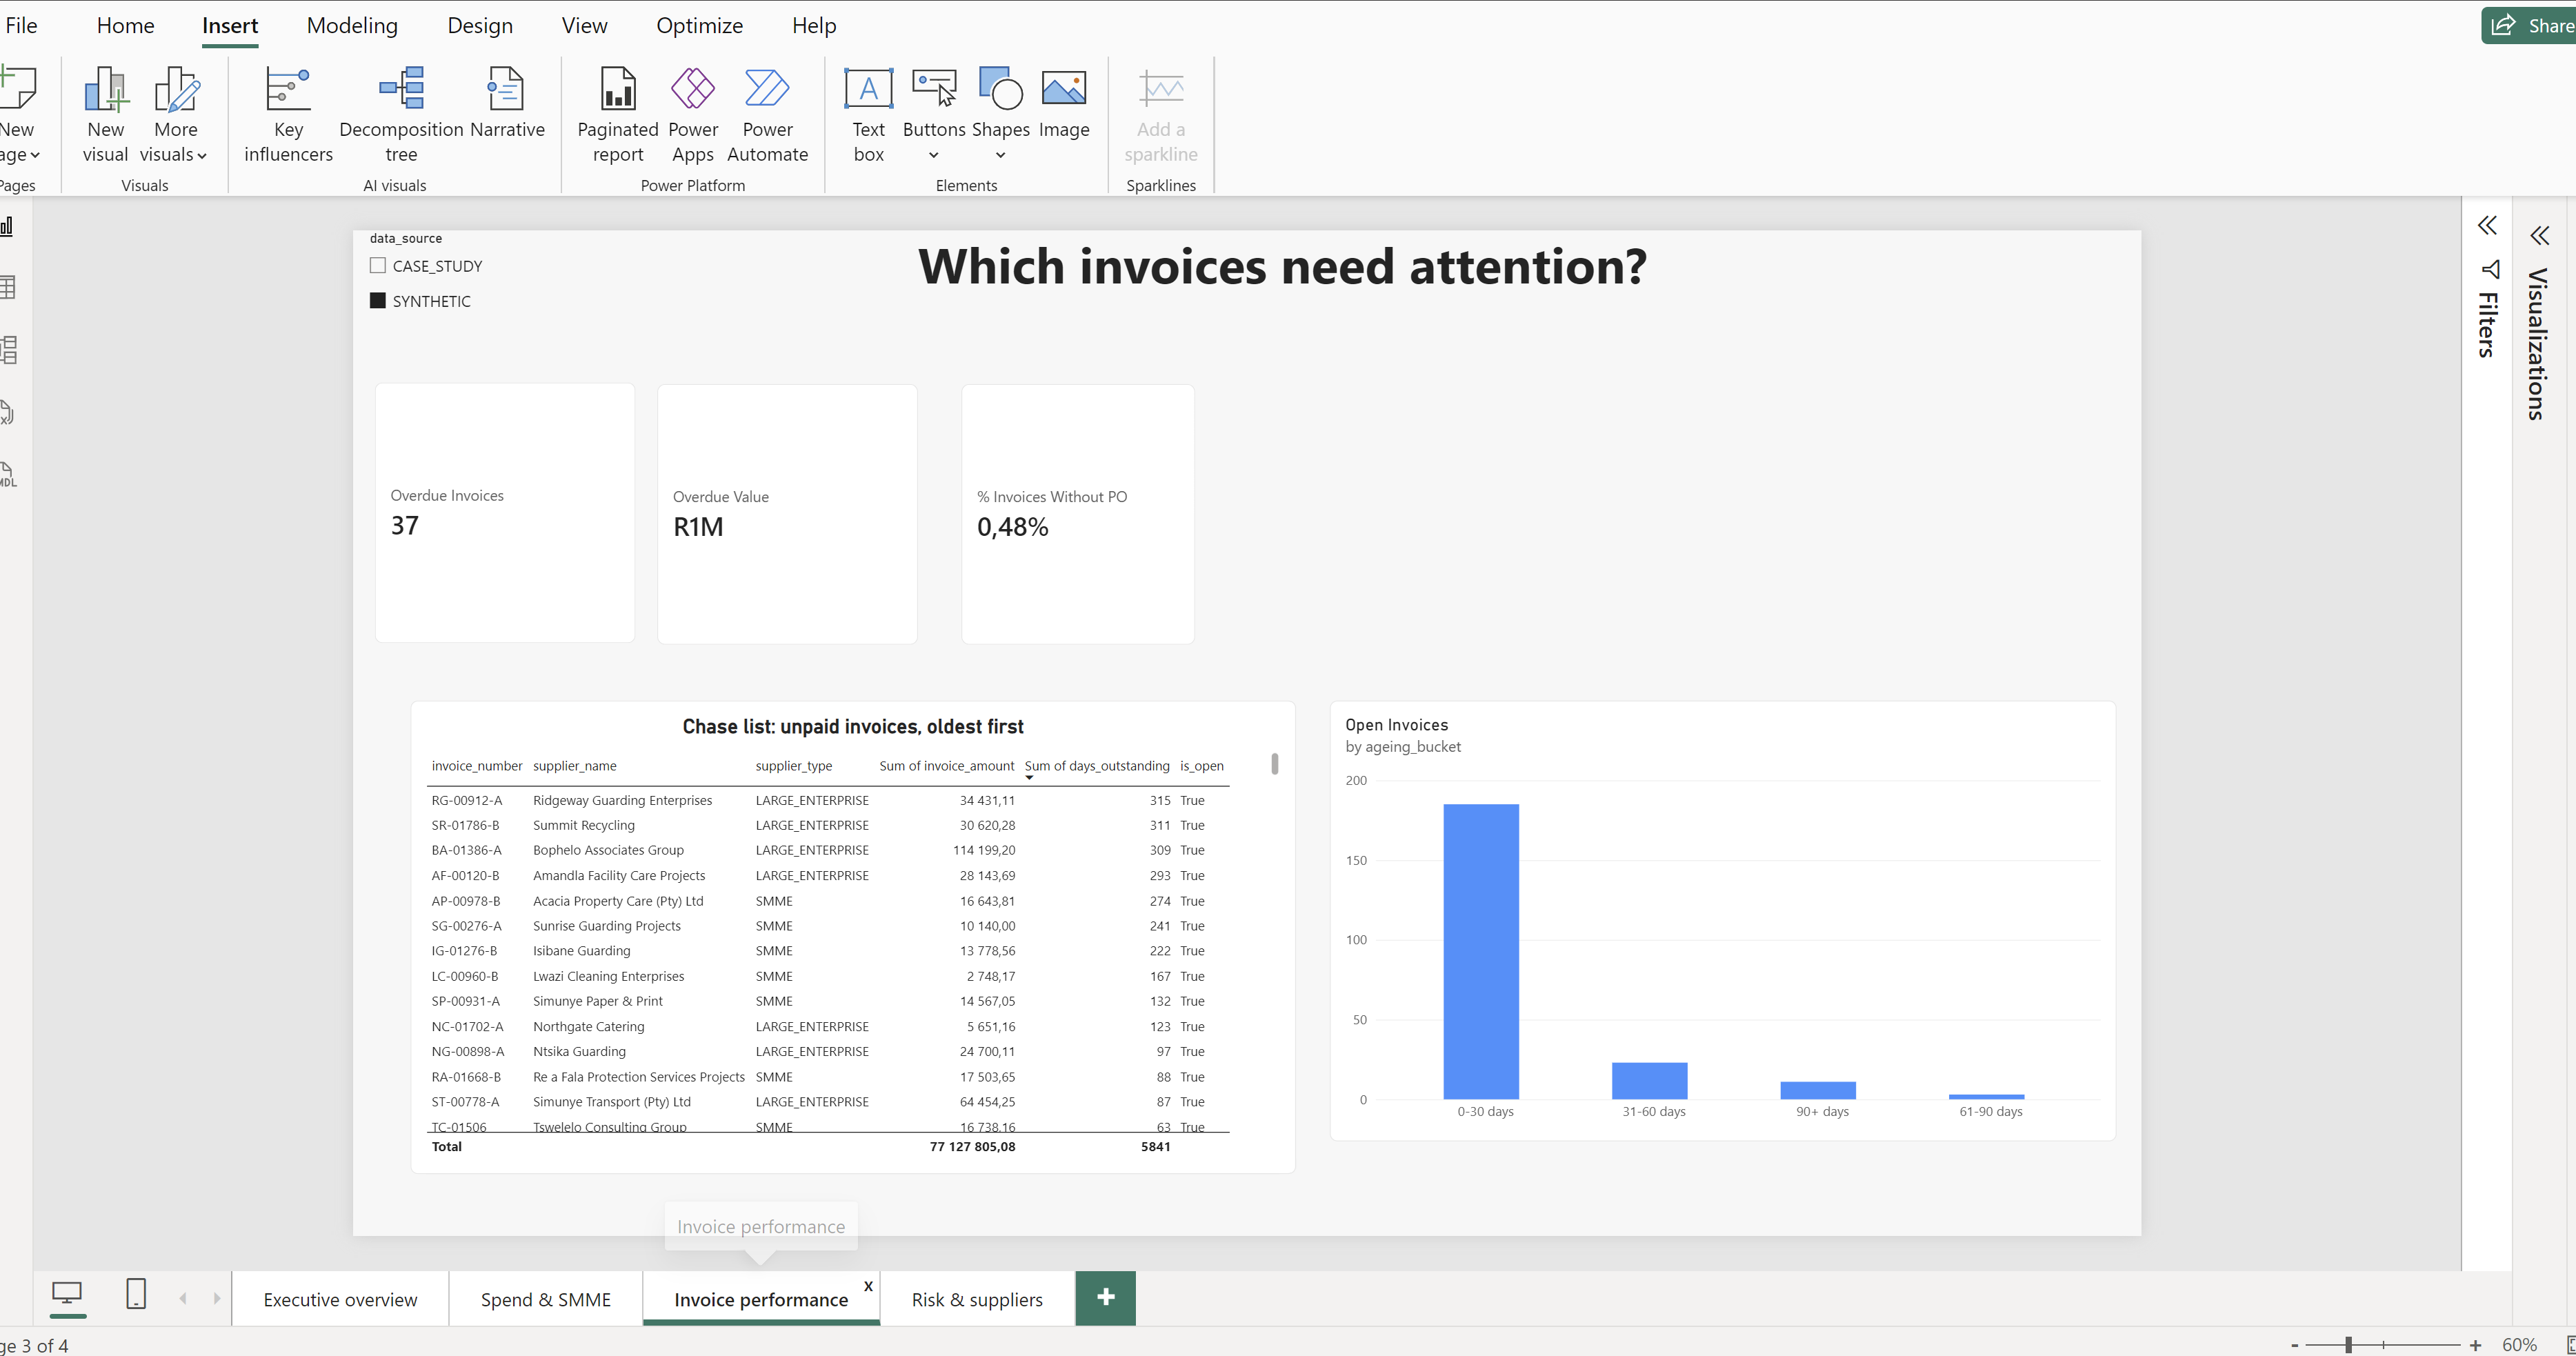 File Home Insert Modeling Design View Optimize Help Share
New
New
visual
More
visuals
Key
influencers
Decomposition
tree
Narrative
Paginated
report
Power
Apps
Power
Automate
Text
box
Buttons
Shapes
Image
Add a
sparkline
Visuals
AI visuals
Power Platform
Elements
Sparklines
data_source
CASE_STUDY
SYNTHETIC
Which invoices need attention?
Filters
Visualizations
Overdue Invoices
37
Overdue Value
R1M
% Invoices Without PO
0,48%
Chase list: unpaid invoices, oldest first
invoice_number supplier_name supplier_type Sum of invoice_amount Sum of days_outstanding is_open
RG-00912-A Ridgeway Guarding Enterprises LARGE_ENTERPRISE 34 431,11 315 True
SR-01786-B Summit Recycling LARGE_ENTERPRISE 30 620,28 311 True
BA-01386-A Bophelo Associates Group LARGE_ENTERPRISE 114 199,20 309 True
AF-00120-B Amandla Facility Care Projects LARGE_ENTERPRISE 28 143,69 293 True
AP-00978-B Acacia Property Care (Pty) Ltd SMME 16 643,81 274 True
SG-00276-A Sunrise Guarding Projects SMME 10 140,00 241 True
IG-01276-B Isibane Guarding SMME 13 778,56 222 True
LC-00960-B Lwazi Cleaning Enterprises SMME 2 748,17 167 True
SP-00931-A Simunye Paper & Print SMME 14 567,05 132 True
NC-01702-A Northgate Catering LARGE_ENTERPRISE 5 651,16 123 True
NG-00898-A Ntsika Guarding LARGE_ENTERPRISE 24 700,11 97 True
RA-01668-B Re a Fala Protection Services Projects SMME 17 503,65 88 True
ST-00778-A Simunye Transport (Pty) Ltd LARGE_ENTERPRISE 64 454,25 87 True
TC-01506 Tswelelo Consulting Group SMME 16 738,16 63 True
Total 77 127 805,08 5841
Open Invoices
by ageing_bucket
200
150
100
50
0
0-30 days 31-60 days 90+ days 61-90 days
Invoice performance
Executive overview Spend & SMME Invoice performance X Risk & suppliers +
3 of 4
- + 60%